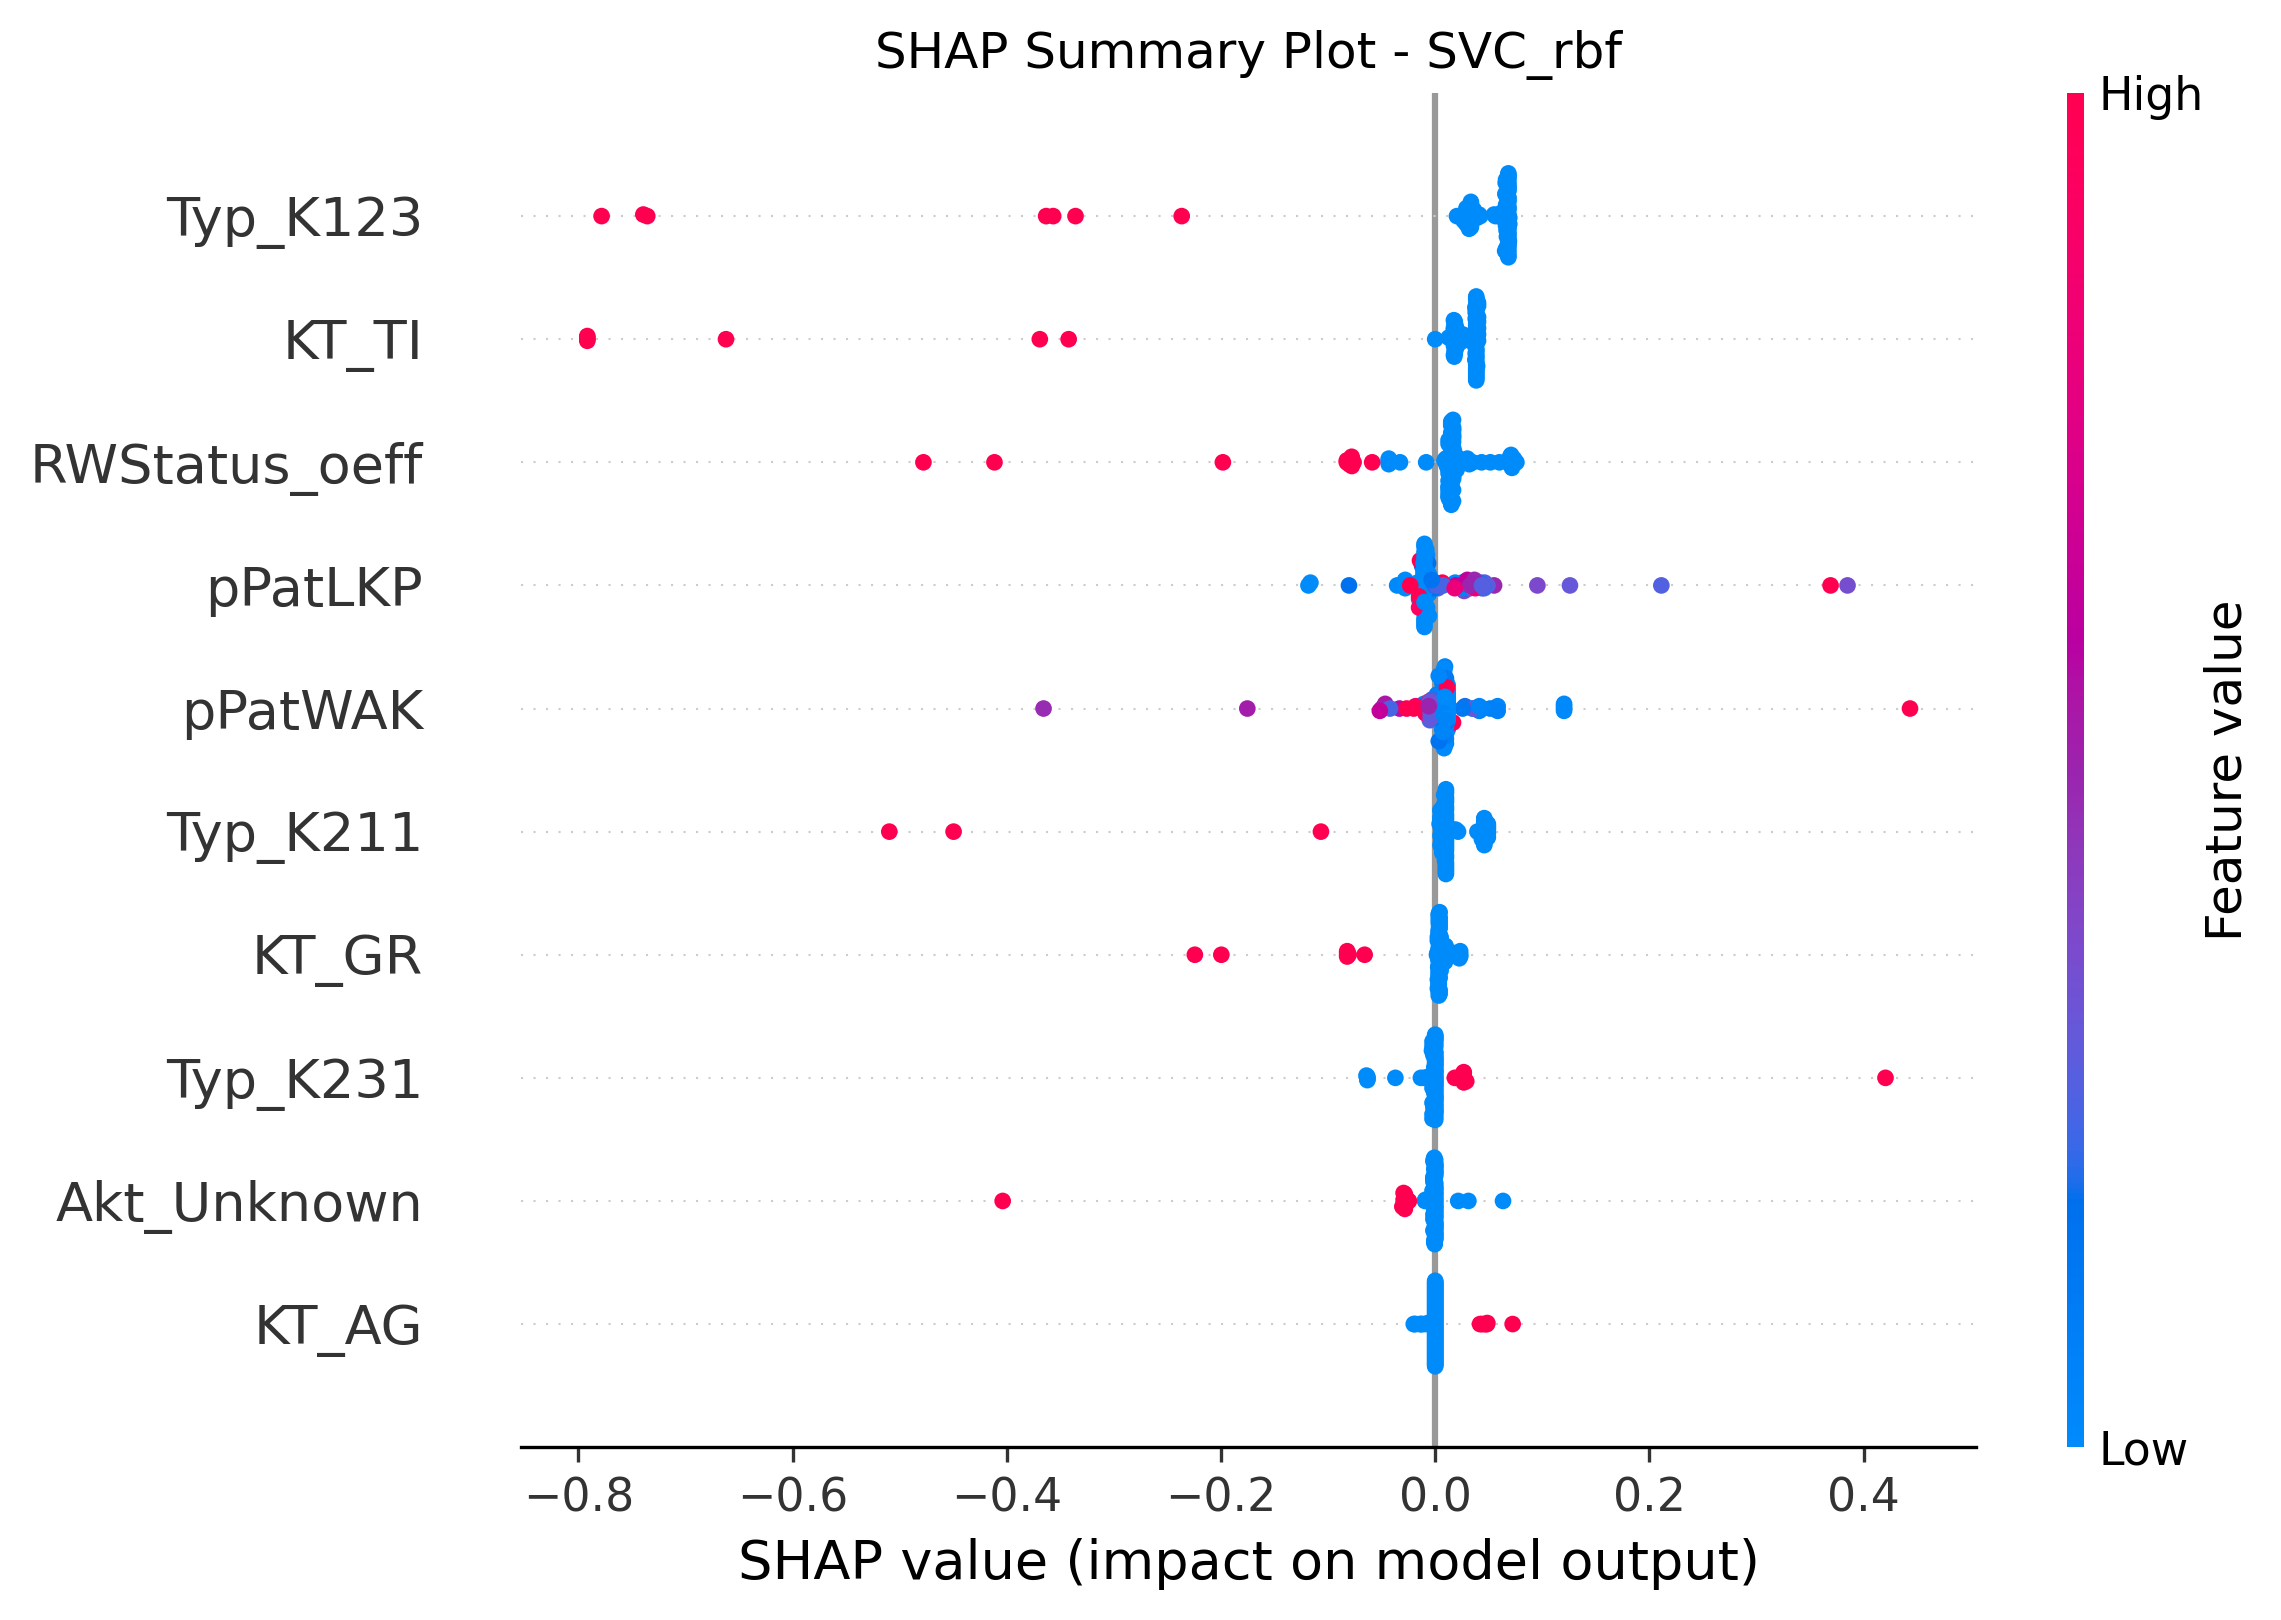 SHAP Summary Plot - SVC_rbf
High
Typ_K123
KT_TI
RWStatus_oeff
pPatLKP
pPatWAK
Typ_K211
KT_GR
Typ_K231
Akt_Unknown
KT_AG
Feature value
Low
−0.8 −0.6 −0.4 −0.2 0.0 0.2 0.4
SHAP value (impact on model output)